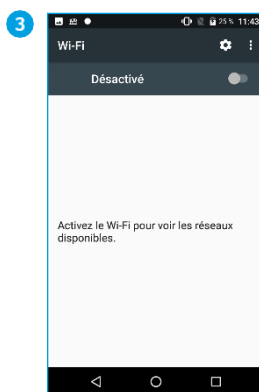 3
25 % 11:43
Wi-Fi
Désactivé
Activez le Wi-Fi pour voir les réseaux
disponibles.